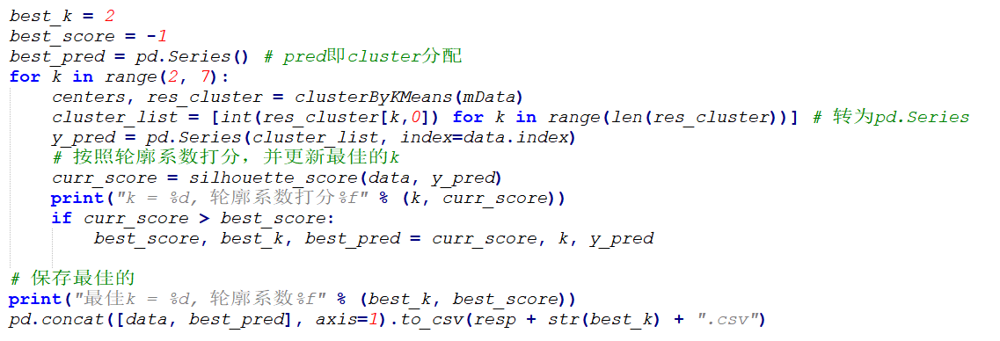 best_k = 2
best_score = -1
best_pred = pd.Series() # pred即cluster分配
for k in range(2, 7):
    centers, res_cluster = clusterByKMeans(mData)
    cluster_list = [int(res_cluster[k,0]) for k in range(len(res_cluster))] # 转为pd.Series
    y_pred = pd.Series(cluster_list, index=data.index)
    # 按照轮廓系数打分，并更新最佳的k
    curr_score = silhouette_score(data, y_pred)
    print("k = %d, 轮廓系数打分%f" % (k, curr_score))
    if curr_score > best_score:
        best_score, best_k, best_pred = curr_score, k, y_pred
# 保存最佳的
print("最佳k = %d, 轮廓系数%f" % (best_k, best_score))
pd.concat([data, best_pred], axis=1).to_csv(resp + str(best_k) + ".csv")